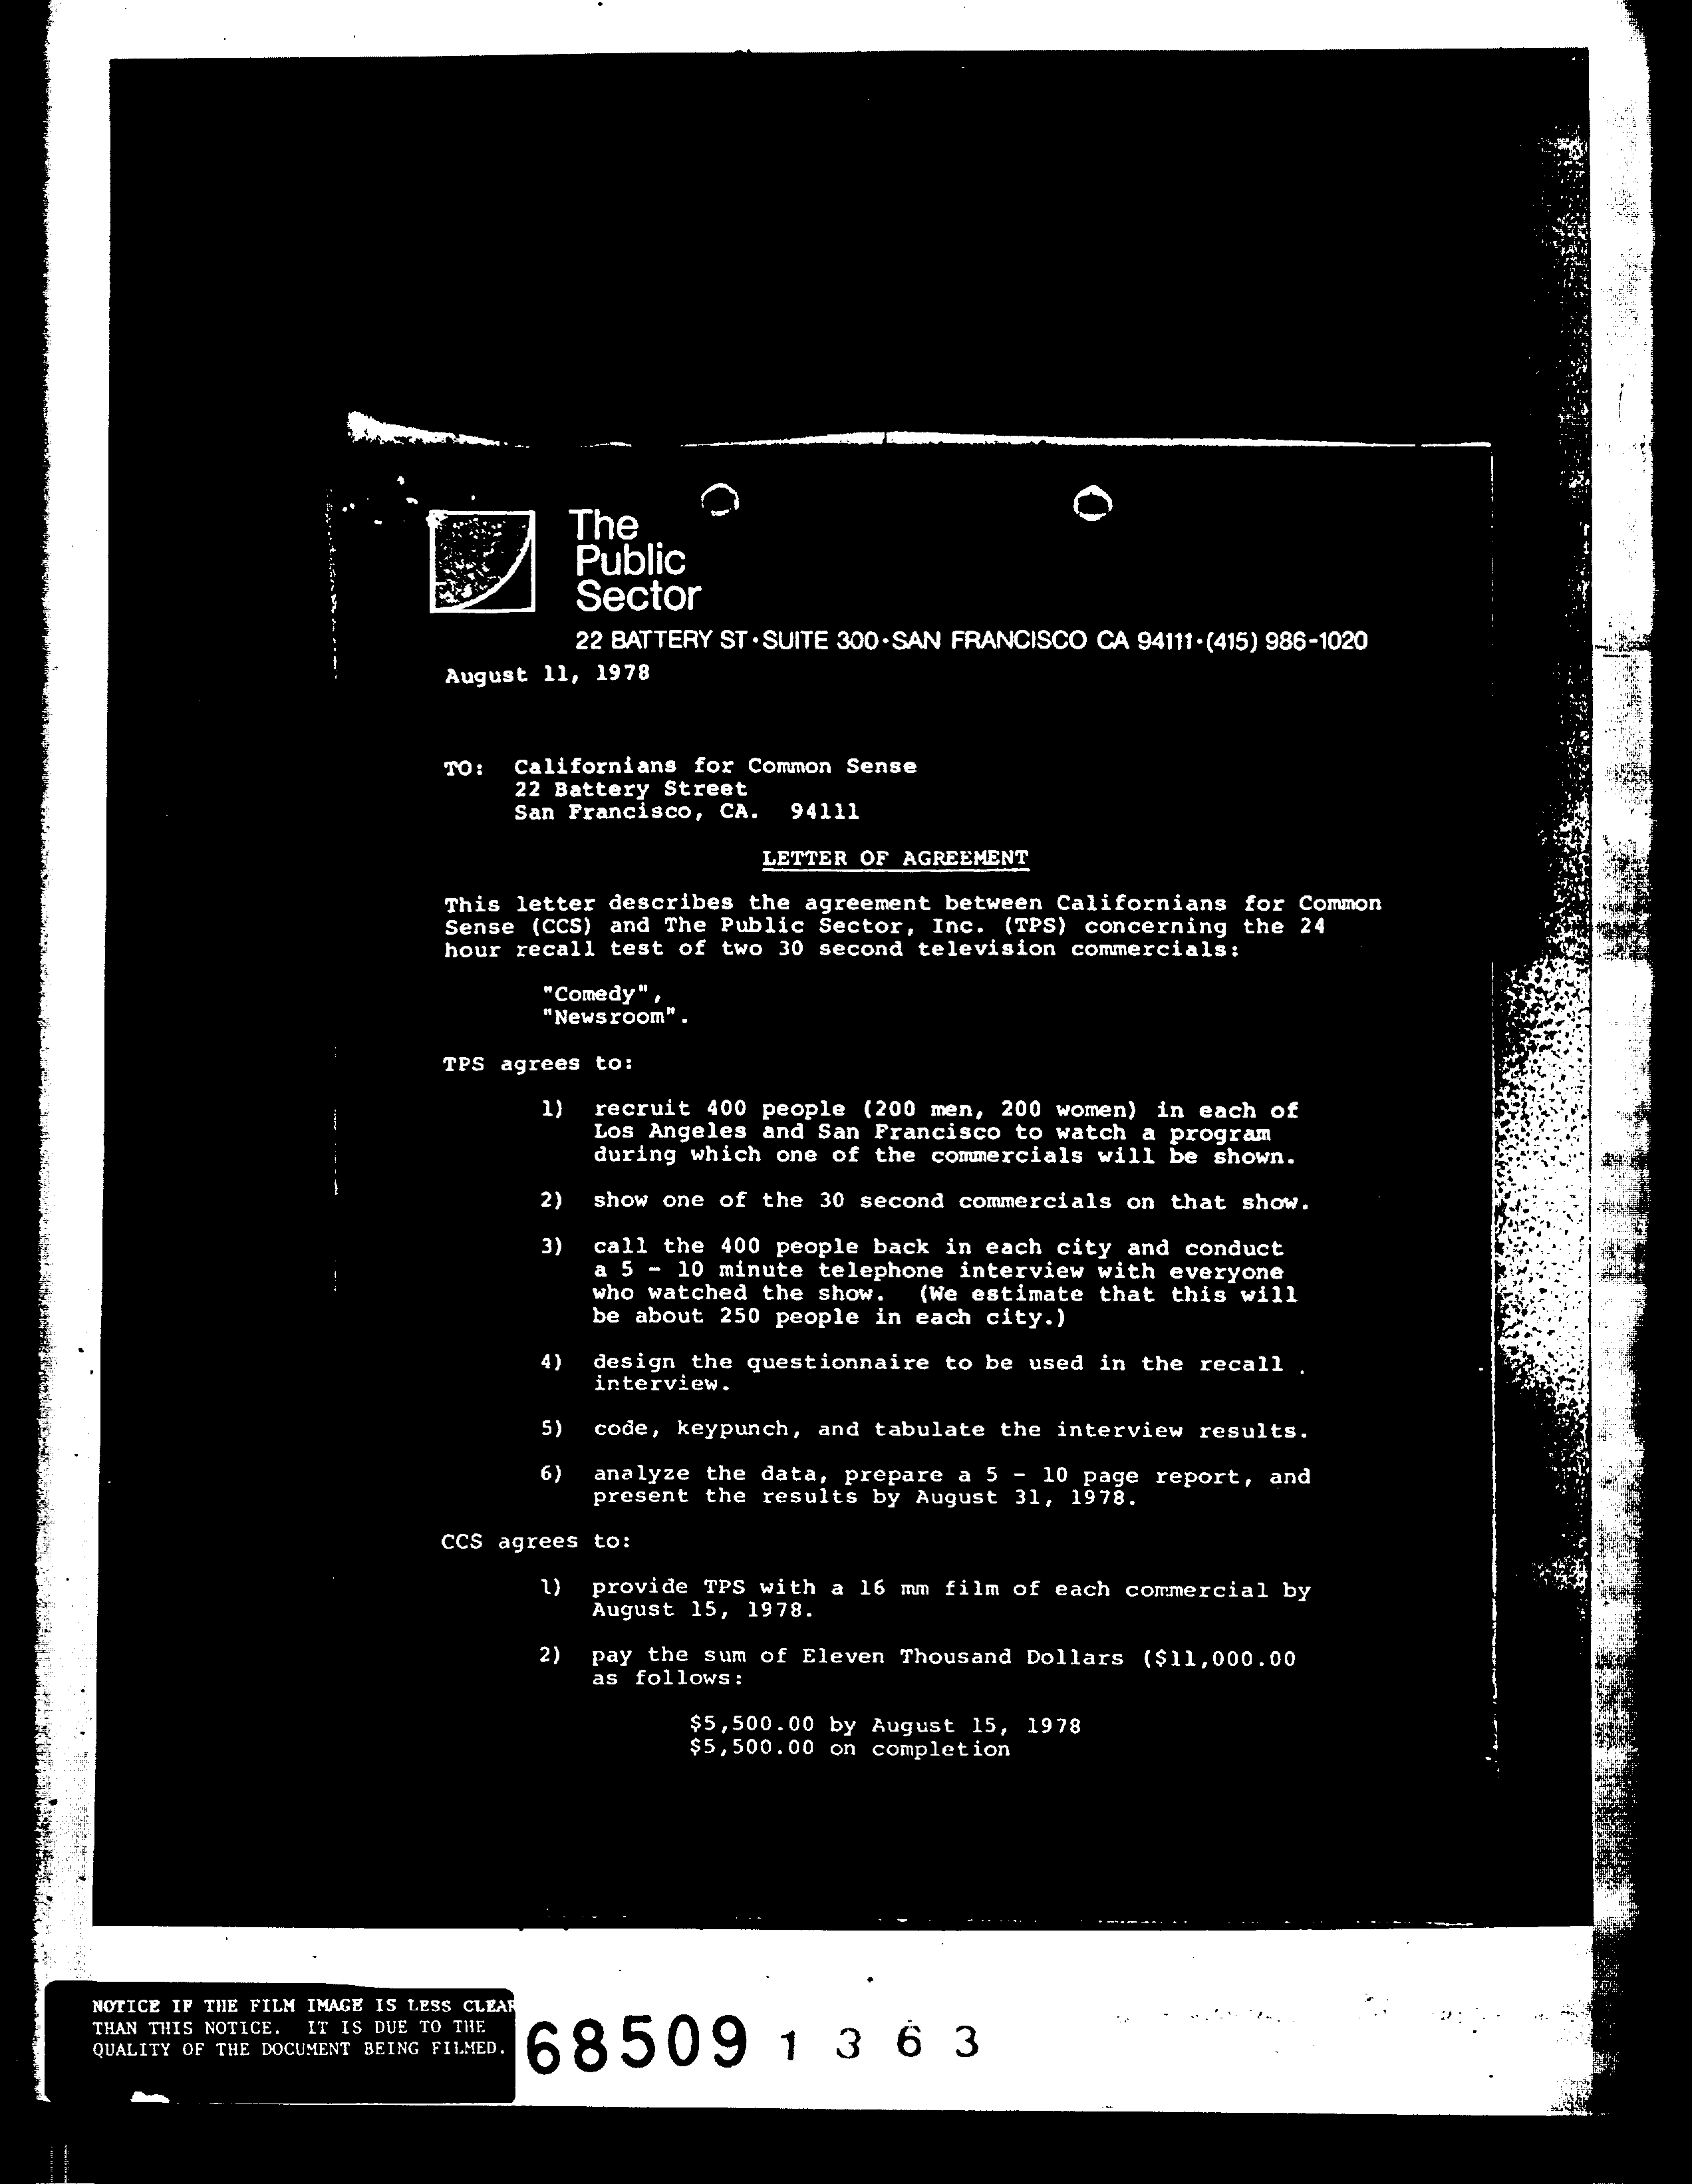 The
Public
Sector
22 BATTERY ST·SUITE 300·SAN FRANCISCO CA 94111·(415) 986-1020
August 11, 1978
TO: Californians for Common Sense
22 Battery Street
San Francisco, CA. 94111
LETTER OF AGREEMENT
This letter describes the agreement between Californians for Common
Sense (CCS) and The Public Sector, Inc. (TPS) concerning the 24
hour recall test of two 30 second television commercials:
"Comedy",
"Newsroom".
TPS agrees to:
1) recruit 400 people (200 men, 200 women) in each of
Los Angeles and San Francisco to watch a program
during which one of the commercials will be shown.
2) show one of the 30 second commercials on that show.
3) call the 400 people back in each city and conduct
a 5 - 10 minute telephone interview with everyone
who watched the show. (We estimate that this will
be about 250 people in each city.)
4) design the questionnaire to be used in the recall
interview.
5) code, keypunch, and tabulate the interview results.
6) analyze the data, prepare a 5 - 10 page report, and
present the results by August 31, 1978.
CCS agrees to:
1) provide TPS with a 16 mm film of each commercial by
August 15, 1978.
2) pay the sum of Eleven Thousand Dollars ($11,000.00
as follows:
$5,500.00 by August 15, 1978
$5,500.00 on completion
NOTICE IF THE FILM IMAGE IS LESS CLEAR
THAN THIS NOTICE. IT IS DUE TO THE
QUALITY OF THE DOCUMENT BEING FILMED.
68509 1 3 6 3